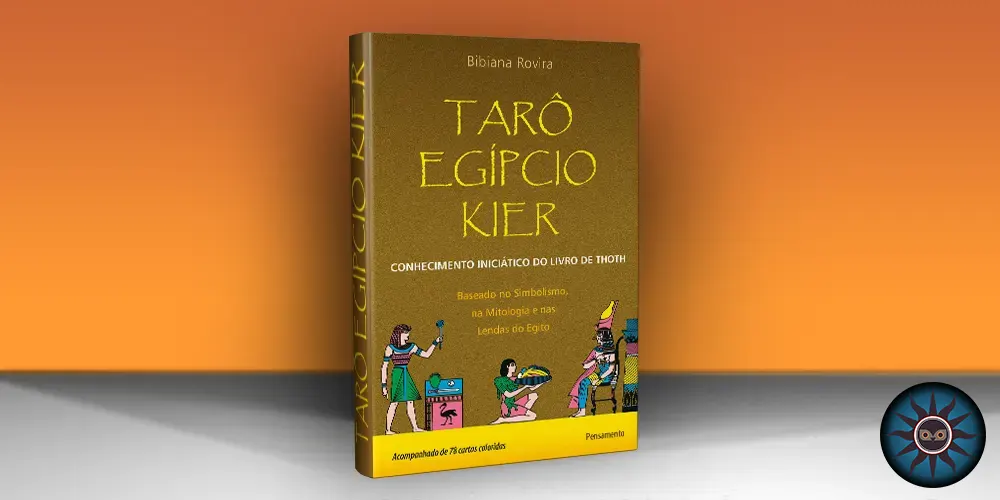 TARÔ EGÍPCIO KIER
Bibiana Rovira
TARÔ
EGÍPCIO
KIER
CONHECIMENTO INICIÁTICO DO LIVRO DE THOTH
Baseado no Simbolismo,
na Mitologia e nas
Lendas do Egito
Pensamento
Acompanhado de 78 cartas coloridas